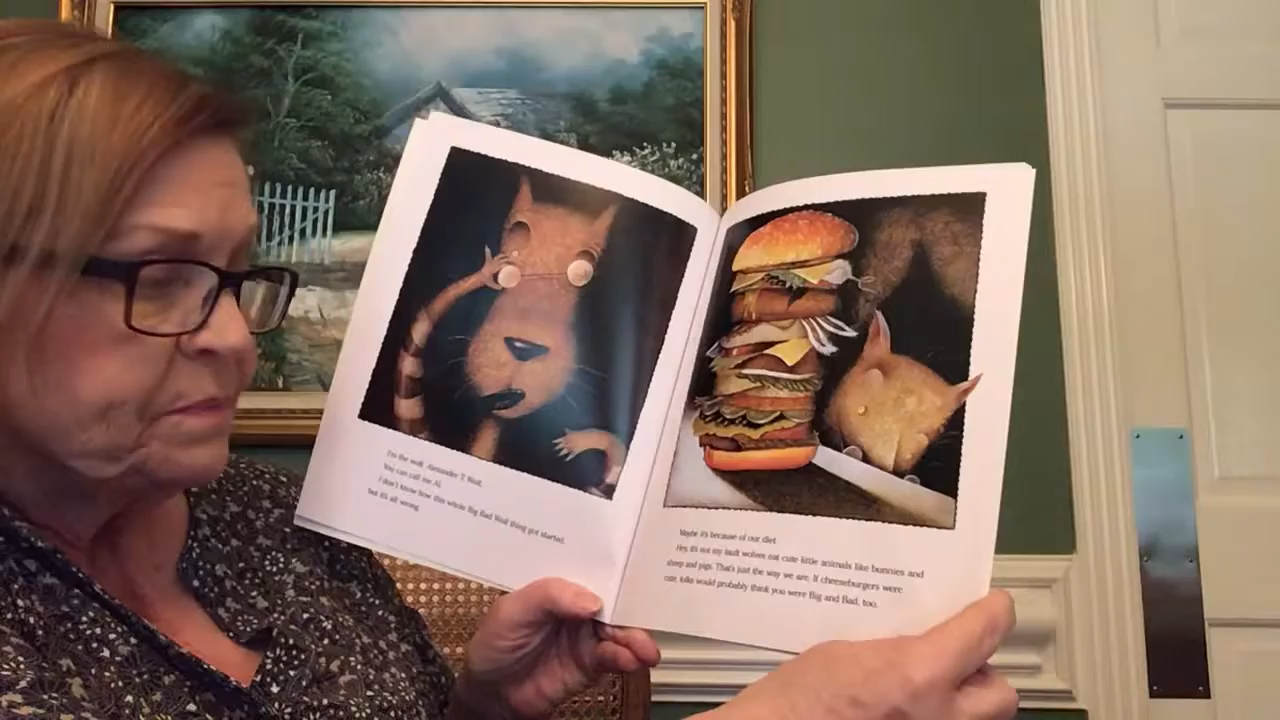 I'm the wolf. Alexander T. Wolf.
You can call me Al.
I don't know how this whole Big Bad Wolf thing got started,
but it's all wrong.
Maybe it's because of our diet.
Hey, it's not my fault wolves eat cute little animals like bunnies and
sheep and pigs. That's just the way we are. If cheeseburgers were
cute, folks would probably think you were Big and Bad, too.